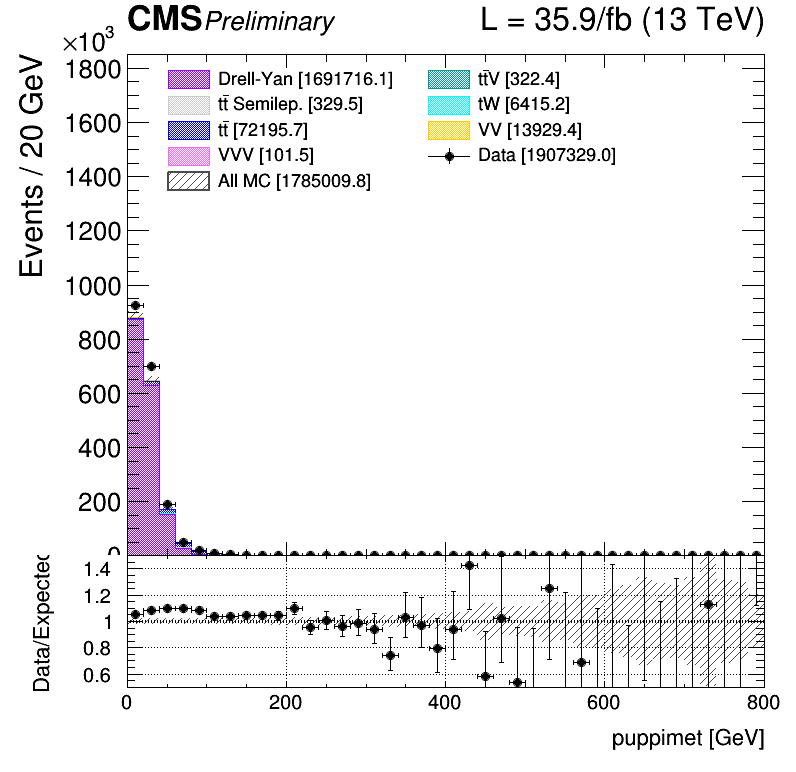 CMS Preliminary L = 35.9/fb (13 TeV)
×10³
Events / 20 GeV
1800
1600
1400
1200
1000
800
600
400
200
0
Drell-Yan [1691716.1]
tt̄ Semilep. [329.5]
tt̄ [72195.7]
VVV [101.5]
All MC [1785009.8]
tt̄V [322.4]
tW [6415.2]
VV [13929.4]
Data [1907329.0]
Data/Expected
1.4
1.2
1
0.8
0.6
0 200 400 600 800
puppimet [GeV]